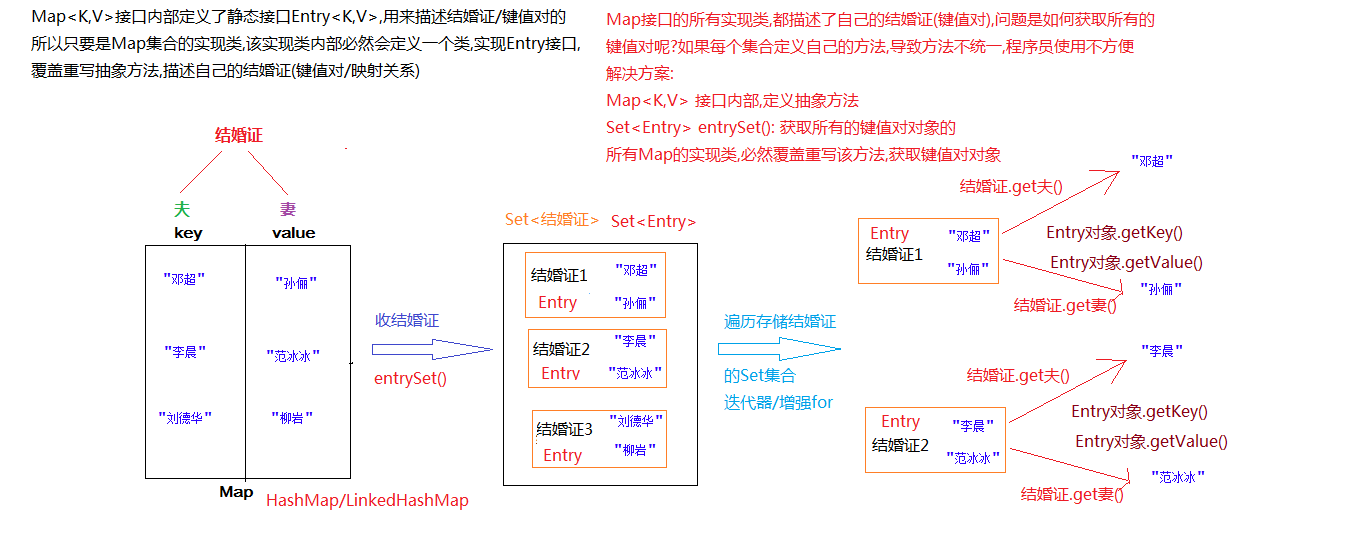 Map<K,V>接口内部定义了静态接口Entry<K,V>,用来描述结婚证/键值对的
所以只要是Map集合的实现类,该实现类内部必然会定义一个类,实现Entry接口,
覆盖重写抽象方法,描述自己的结婚证(键值对/映射关系)
Map接口的所有实现类,都描述了自己的结婚证(键值对),问题是如何获取所有的
键值对呢?如果每个集合定义自己的方法,导致方法不统一,程序员使用不方便
解决方案:
Map<K,V> 接口内部,定义抽象方法
Set<Entry> entrySet(): 获取所有的键值对对象的
所有Map的实现类,必然覆盖重写该方法,获取键值对对象
结婚证
夫
妻
key
value
"邓超"
"孙俪"
"李晨"
"范冰冰"
"刘德华"
"柳岩"
Map
HashMap/LinkedHashMap
收结婚证
entrySet()
Set<结婚证>
Set<Entry>
结婚证1
"邓超"
Entry
"孙俪"
结婚证2
"李晨"
Entry
"范冰冰"
结婚证3
"刘德华"
Entry
"柳岩"
遍历存储结婚证
的Set集合
迭代器/增强for
"邓超"
结婚证.get夫()
Entry
"邓超"
结婚证1
"孙俪"
Entry对象.getKey()
Entry对象.getValue()
"孙俪"
结婚证.get妻()
"李晨"
结婚证.get夫()
Entry
"李晨"
结婚证2
"范冰冰"
Entry对象.getKey()
Entry对象.getValue()
"范冰冰"
结婚证.get妻()